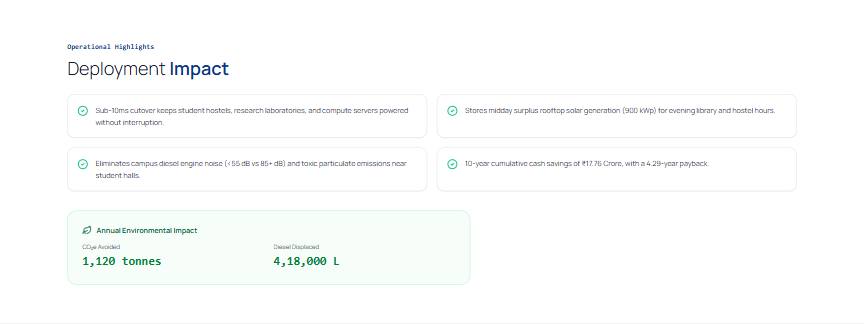 Operational Highlights
Deployment Impact
Sub-10ms cutover keeps student hostels, research laboratories, and compute servers powered
without interruption.
Stores midday surplus rooftop solar generation (900 kWp) for evening library and hostel hours.
Eliminates campus diesel engine noise (<55 dB vs 85+ dB) and toxic particulate emissions near
student halls.
10-year cumulative cash savings of ₹17.76 Crore, with a 4.29-year payback.
Annual Environmental Impact
CO₂e Avoided
1,120 tonnes
Diesel Displaced
4,18,000 L